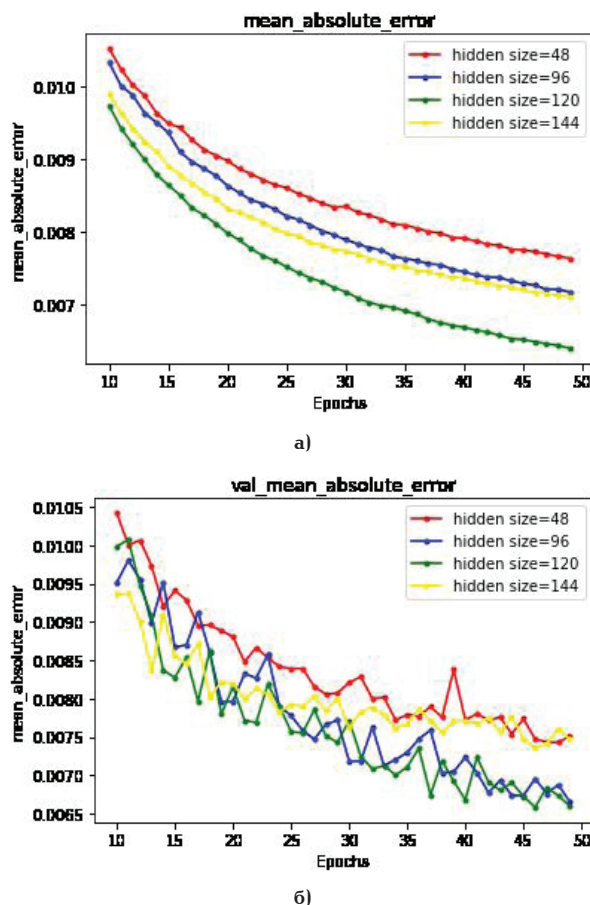 mean_absolute_error
hidden size=48
hidden size=96
hidden size=120
hidden size=144
mean_absolute_error
0.010
0.009
0.008
0.007
10 15 20 25 30 35 40 45 50
Epochs
а)
val_mean_absolute_error
hidden size=48
hidden size=96
hidden size=120
hidden size=144
mean_absolute_error
0.0105
0.0100
0.0095
0.0090
0.0085
0.0080
0.0075
0.0070
0.0065
10 15 20 25 30 35 40 45 50
Epochs
б)